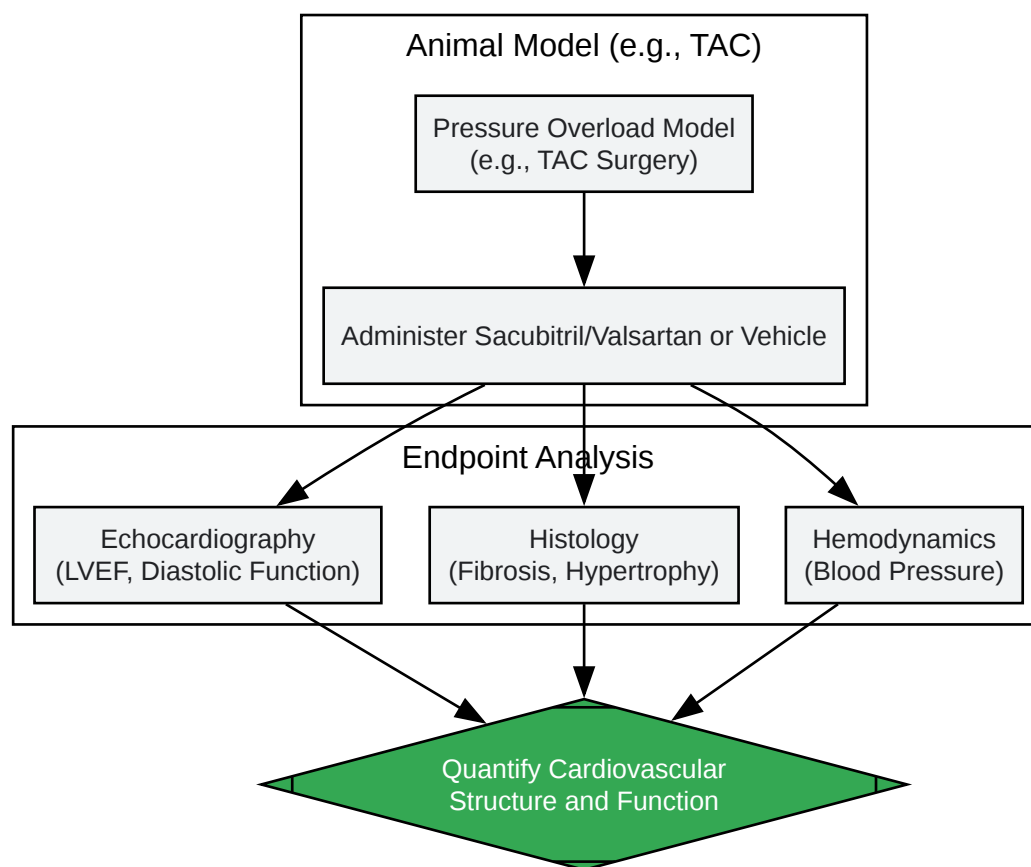 Animal Model (e.g., TAC)
Pressure Overload Model
(e.g., TAC Surgery)
Administer Sacubitril/Valsartan or Vehicle
Endpoint Analysis
Echocardiography
(LVEF, Diastolic Function)
Histology
(Fibrosis, Hypertrophy)
Hemodynamics
(Blood Pressure)
Quantify Cardiovascular
Structure and Function